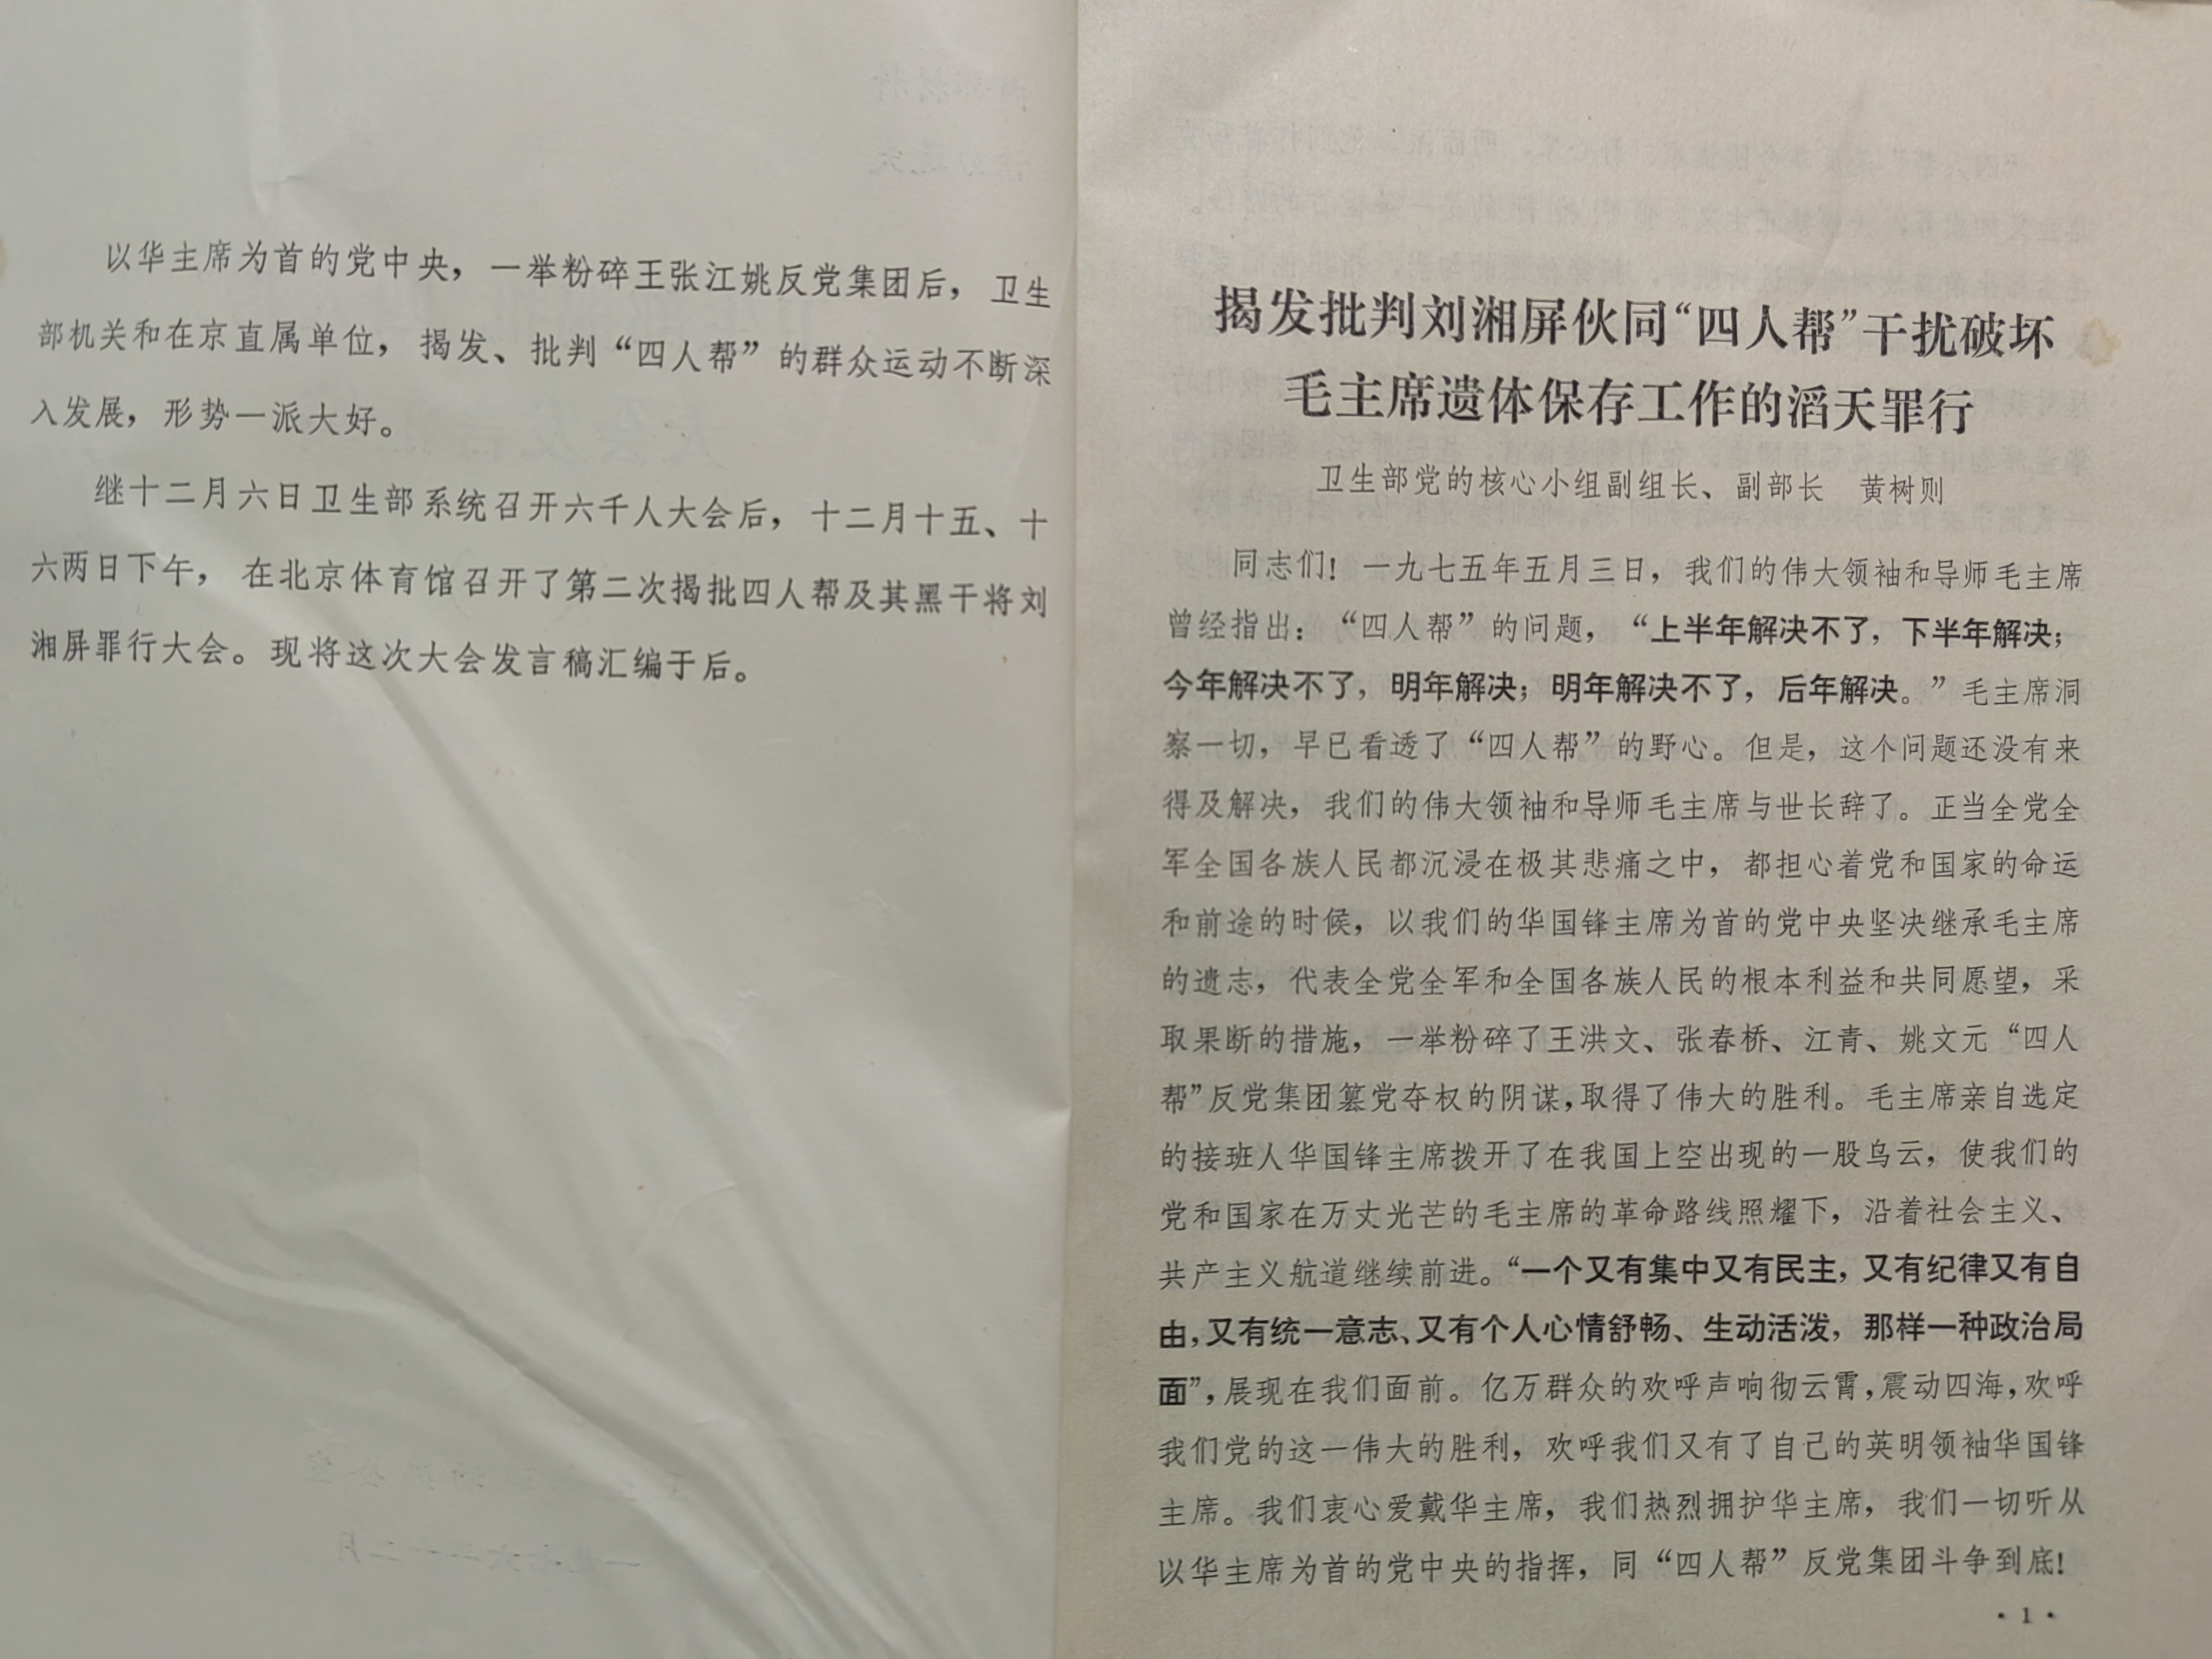 以华主席为首的党中央，一举粉碎王张江姚反党集团后，卫生
部机关和在京直属单位，揭发、批判“四人帮”的群众运动不断深
入发展，形势一派大好。
继十二月六日卫生部系统召开六千人大会后，十二月十五、十
六两日下午，在北京体育馆召开了第二次揭批四人帮及其黑干将刘
湘屏罪行大会。现将这次大会发言稿汇编于后。
揭发批判刘湘屏伙同“四人帮”干扰破坏
毛主席遗体保存工作的滔天罪行
卫生部党的核心小组副组长、副部长 黄树则
同志们！一九七五年五月三日，我们的伟大领袖和导师毛主席
曾经指出：“四人帮”的问题，“上半年解决不了，下半年解决；
今年解决不了，明年解决；明年解决不了，后年解决。”毛主席洞
察一切，早已看透了“四人帮”的野心。但是，这个问题还没有来
得及解决，我们的伟大领袖和导师毛主席与世长辞了。正当全党全
军全国各族人民都沉浸在极其悲痛之中，都担心着党和国家的命运
和前途的时候，以我们的华国锋主席为首的党中央坚决继承毛主席
的遗志，代表全党全军和全国各族人民的根本利益和共同愿望，采
取果断的措施，一举粉碎了王洪文、张春桥、江青、姚文元“四人
帮”反党集团篡党夺权的阴谋，取得了伟大的胜利。毛主席亲自选定
的接班人华国锋主席拨开了在我国上空出现的一股乌云，使我们的
党和国家在万丈光芒的毛主席的革命路线照耀下，沿着社会主义、
共产主义航道继续前进。“一个又有集中又有民主，又有纪律又有自
由，又有统一意志、又有个人心情舒畅、生动活泼，那样一种政治局
面”，展现在我们面前。亿万群众的欢呼声响彻云霄，震动四海，欢呼
我们党的这一伟大的胜利，欢呼我们又有了自己的英明领袖华国锋
主席。我们衷心爱戴华主席，我们热烈拥护华主席，我们一切听从
以华主席为首的党中央的指挥，同“四人帮”反党集团斗争到底！
· 1 ·